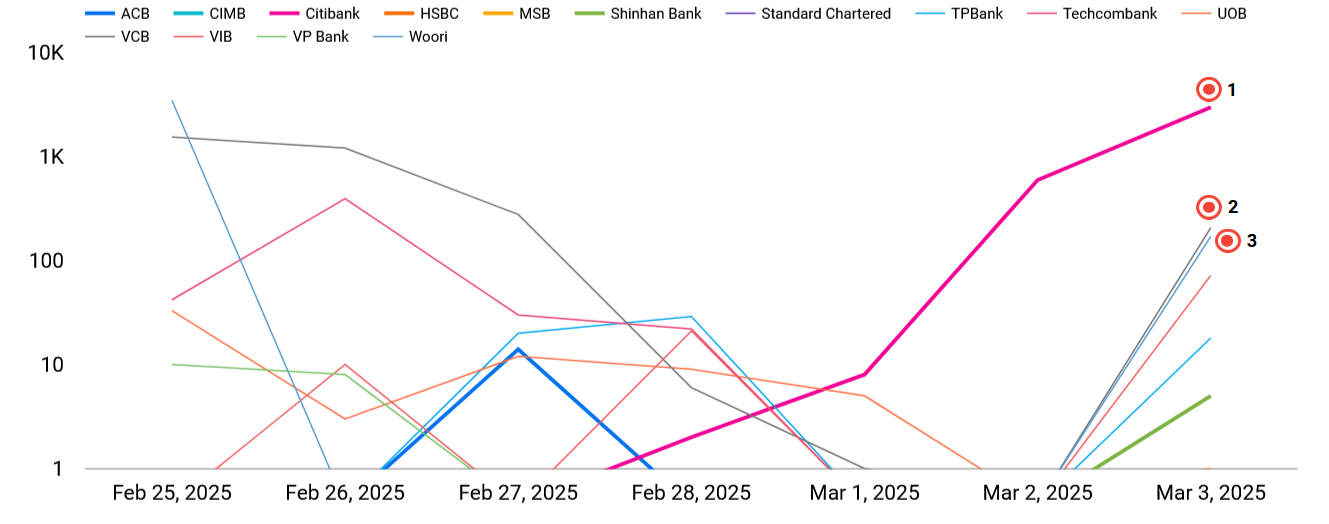 ACB CIMB Citibank HSBC MSB Shinhan Bank Standard Chartered TPBank Techcombank UOB
VCB VIB VP Bank Woori
10K
1
1K
2
3
100
10
1
Feb 25, 2025 Feb 26, 2025 Feb 27, 2025 Feb 28, 2025 Mar 1, 2025 Mar 2, 2025 Mar 3, 2025